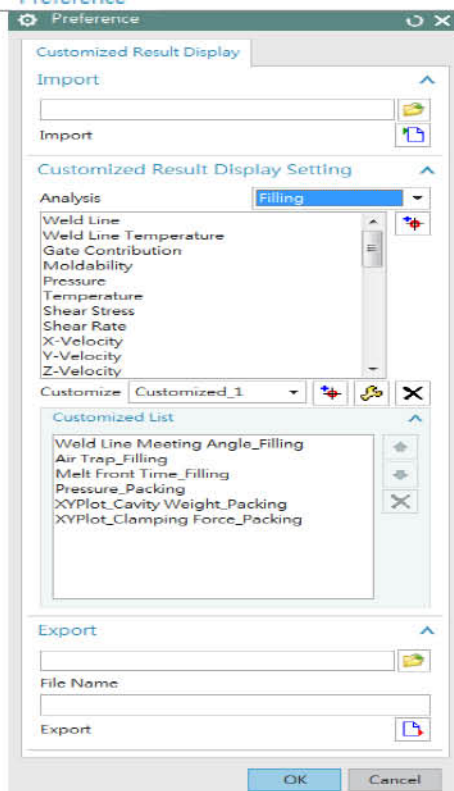 Preference
Preference
Customized Result Display
Import
Import
Customized Result Display Setting
Analysis Filling
Weld Line
Weld Line Temperature
Gate Contribution
Moldability
Pressure
Temperature
Shear Stress
Shear Rate
X-Velocity
Y-Velocity
Z-Velocity
Customize Customized_1
Customized List
Weld Line Meeting Angle_Filling
Air Trap_Filling
Melt Front Time_Filling
Pressure_Packing
XYPlot_Cavity Weight_Packing
XYPlot_Clamping Force_Packing
Export
File Name
Export
OK Cancel